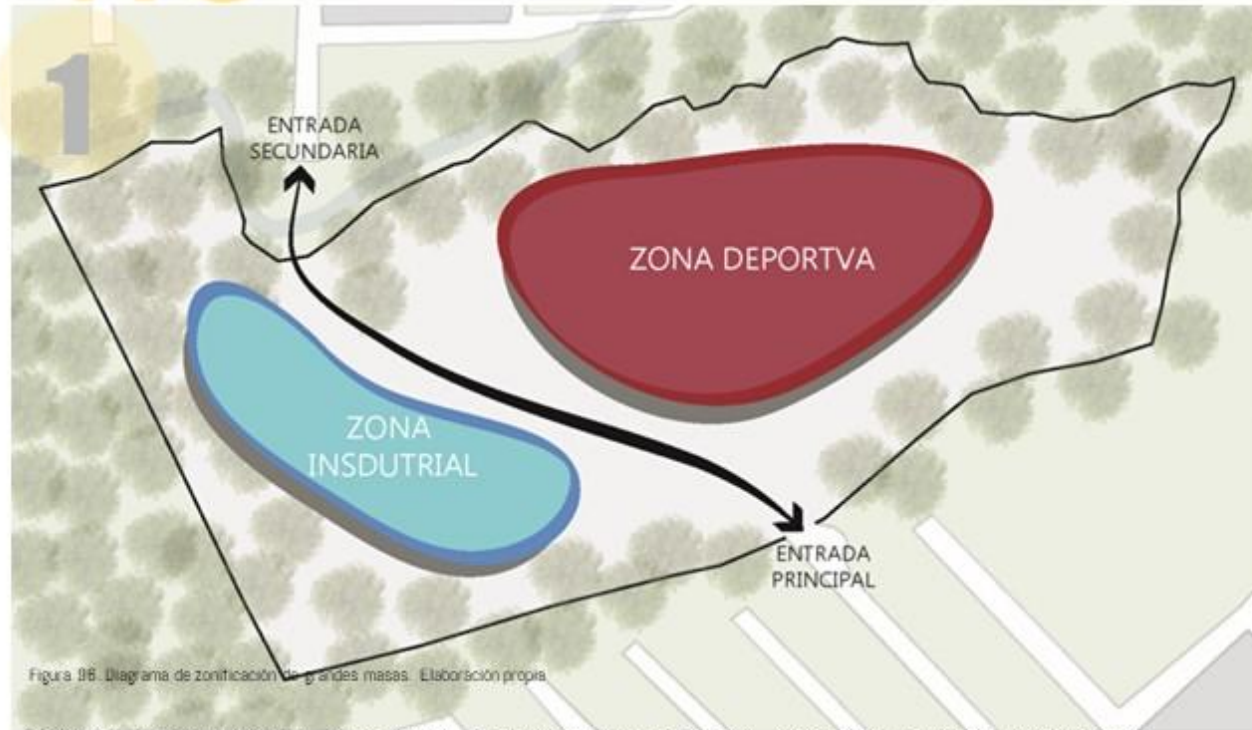 1
ENTRADA
SECUNDARIA
ZONA DEPORTVA
ZONA
INSDUTRIAL
ENTRADA
PRINCIPAL
Figura 96. Diagrama de zonificación de grandes masas. Elaboración propia